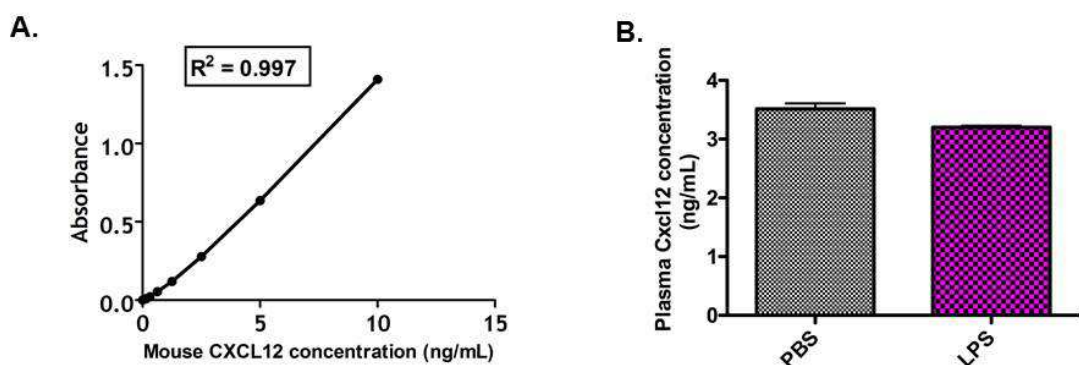 A.
R² = 0.997
1.5
1.0
0.5
0.0
Absorbance
0
5
10
15
Mouse CXCL12 concentration (ng/mL)
B.
4
3
2
1
0
Plasma Cxcl12 concentration
(ng/mL)
PBS
LPS